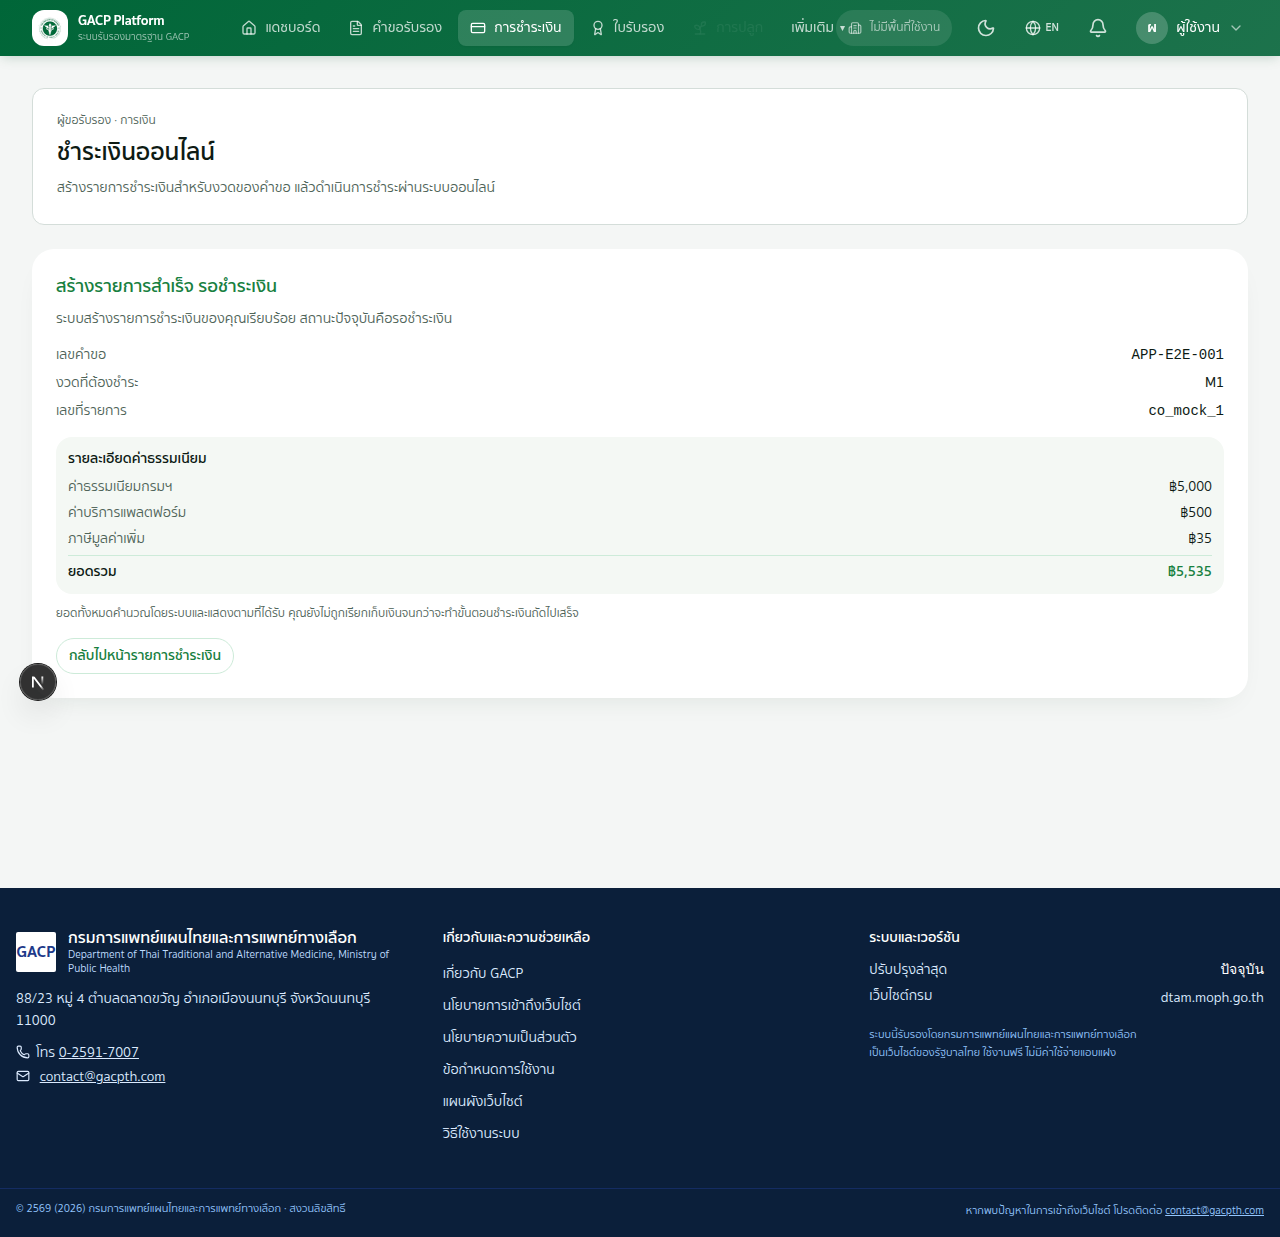 GACP Platform
ระบบรับรองมาตรฐาน GACP
แดชบอร์ด
คำขอรับรอง
การชำระเงิน
ใบรับรอง
การปลูก
เพิ่มเติม ▾
ไม่มีพื้นที่ใช้งาน
EN
ผ
ผู้ใช้งาน
ผู้ขอรับรอง · การเงิน
ชำระเงินออนไลน์
สร้างรายการชำระเงินสำหรับงวดของคำขอ แล้วดำเนินการชำระผ่านระบบออนไลน์
สร้างรายการสำเร็จ รอชำระเงิน
ระบบสร้างรายการชำระเงินของคุณเรียบร้อย สถานะปัจจุบันคือรอชำระเงิน
เลขคำขอ APP-E2E-001
งวดที่ต้องชำระ M1
เลขที่รายการ co_mock_1
รายละเอียดค่าธรรมเนียม
ค่าธรรมเนียมกรมฯ ฿5,000
ค่าบริการแพลตฟอร์ม ฿500
ภาษีมูลค่าเพิ่ม ฿35
ยอดรวม ฿5,535
ยอดทั้งหมดคำนวณโดยระบบและแสดงตามที่ได้รับ คุณยังไม่ถูกเรียกเก็บเงินจนกว่าจะทำขั้นตอนชำระเงินถัดไปเสร็จ
กลับไปหน้ารายการชำระเงิน
N
GACP
กรมการแพทย์แผนไทยและการแพทย์ทางเลือก
Department of Thai Traditional and Alternative Medicine, Ministry of
Public Health
88/23 หมู่ 4 ตำบลตลาดขวัญ อำเภอเมืองนนทบุรี จังหวัดนนทบุรี
11000
โทร 0-2591-7007
contact@gacpth.com
เกี่ยวกับและความช่วยเหลือ
เกี่ยวกับ GACP
นโยบายการเข้าถึงเว็บไซต์
นโยบายความเป็นส่วนตัว
ข้อกำหนดการใช้งาน
แผนผังเว็บไซต์
วิธีใช้งานระบบ
ระบบและเวอร์ชัน
ปรับปรุงล่าสุด ปัจจุบัน
เว็บไซต์กรม dtam.moph.go.th
ระบบนี้รับรองโดยกรมการแพทย์แผนไทยและการแพทย์ทางเลือก
เป็นเว็บไซต์ของรัฐบาลไทย ใช้งานฟรี ไม่มีค่าใช้จ่ายแอบแฝง
© 2569 (2026) กรมการแพทย์แผนไทยและการแพทย์ทางเลือก · สงวนลิขสิทธิ์
หากพบปัญหาในการเข้าถึงเว็บไซต์ โปรดติดต่อ contact@gacpth.com